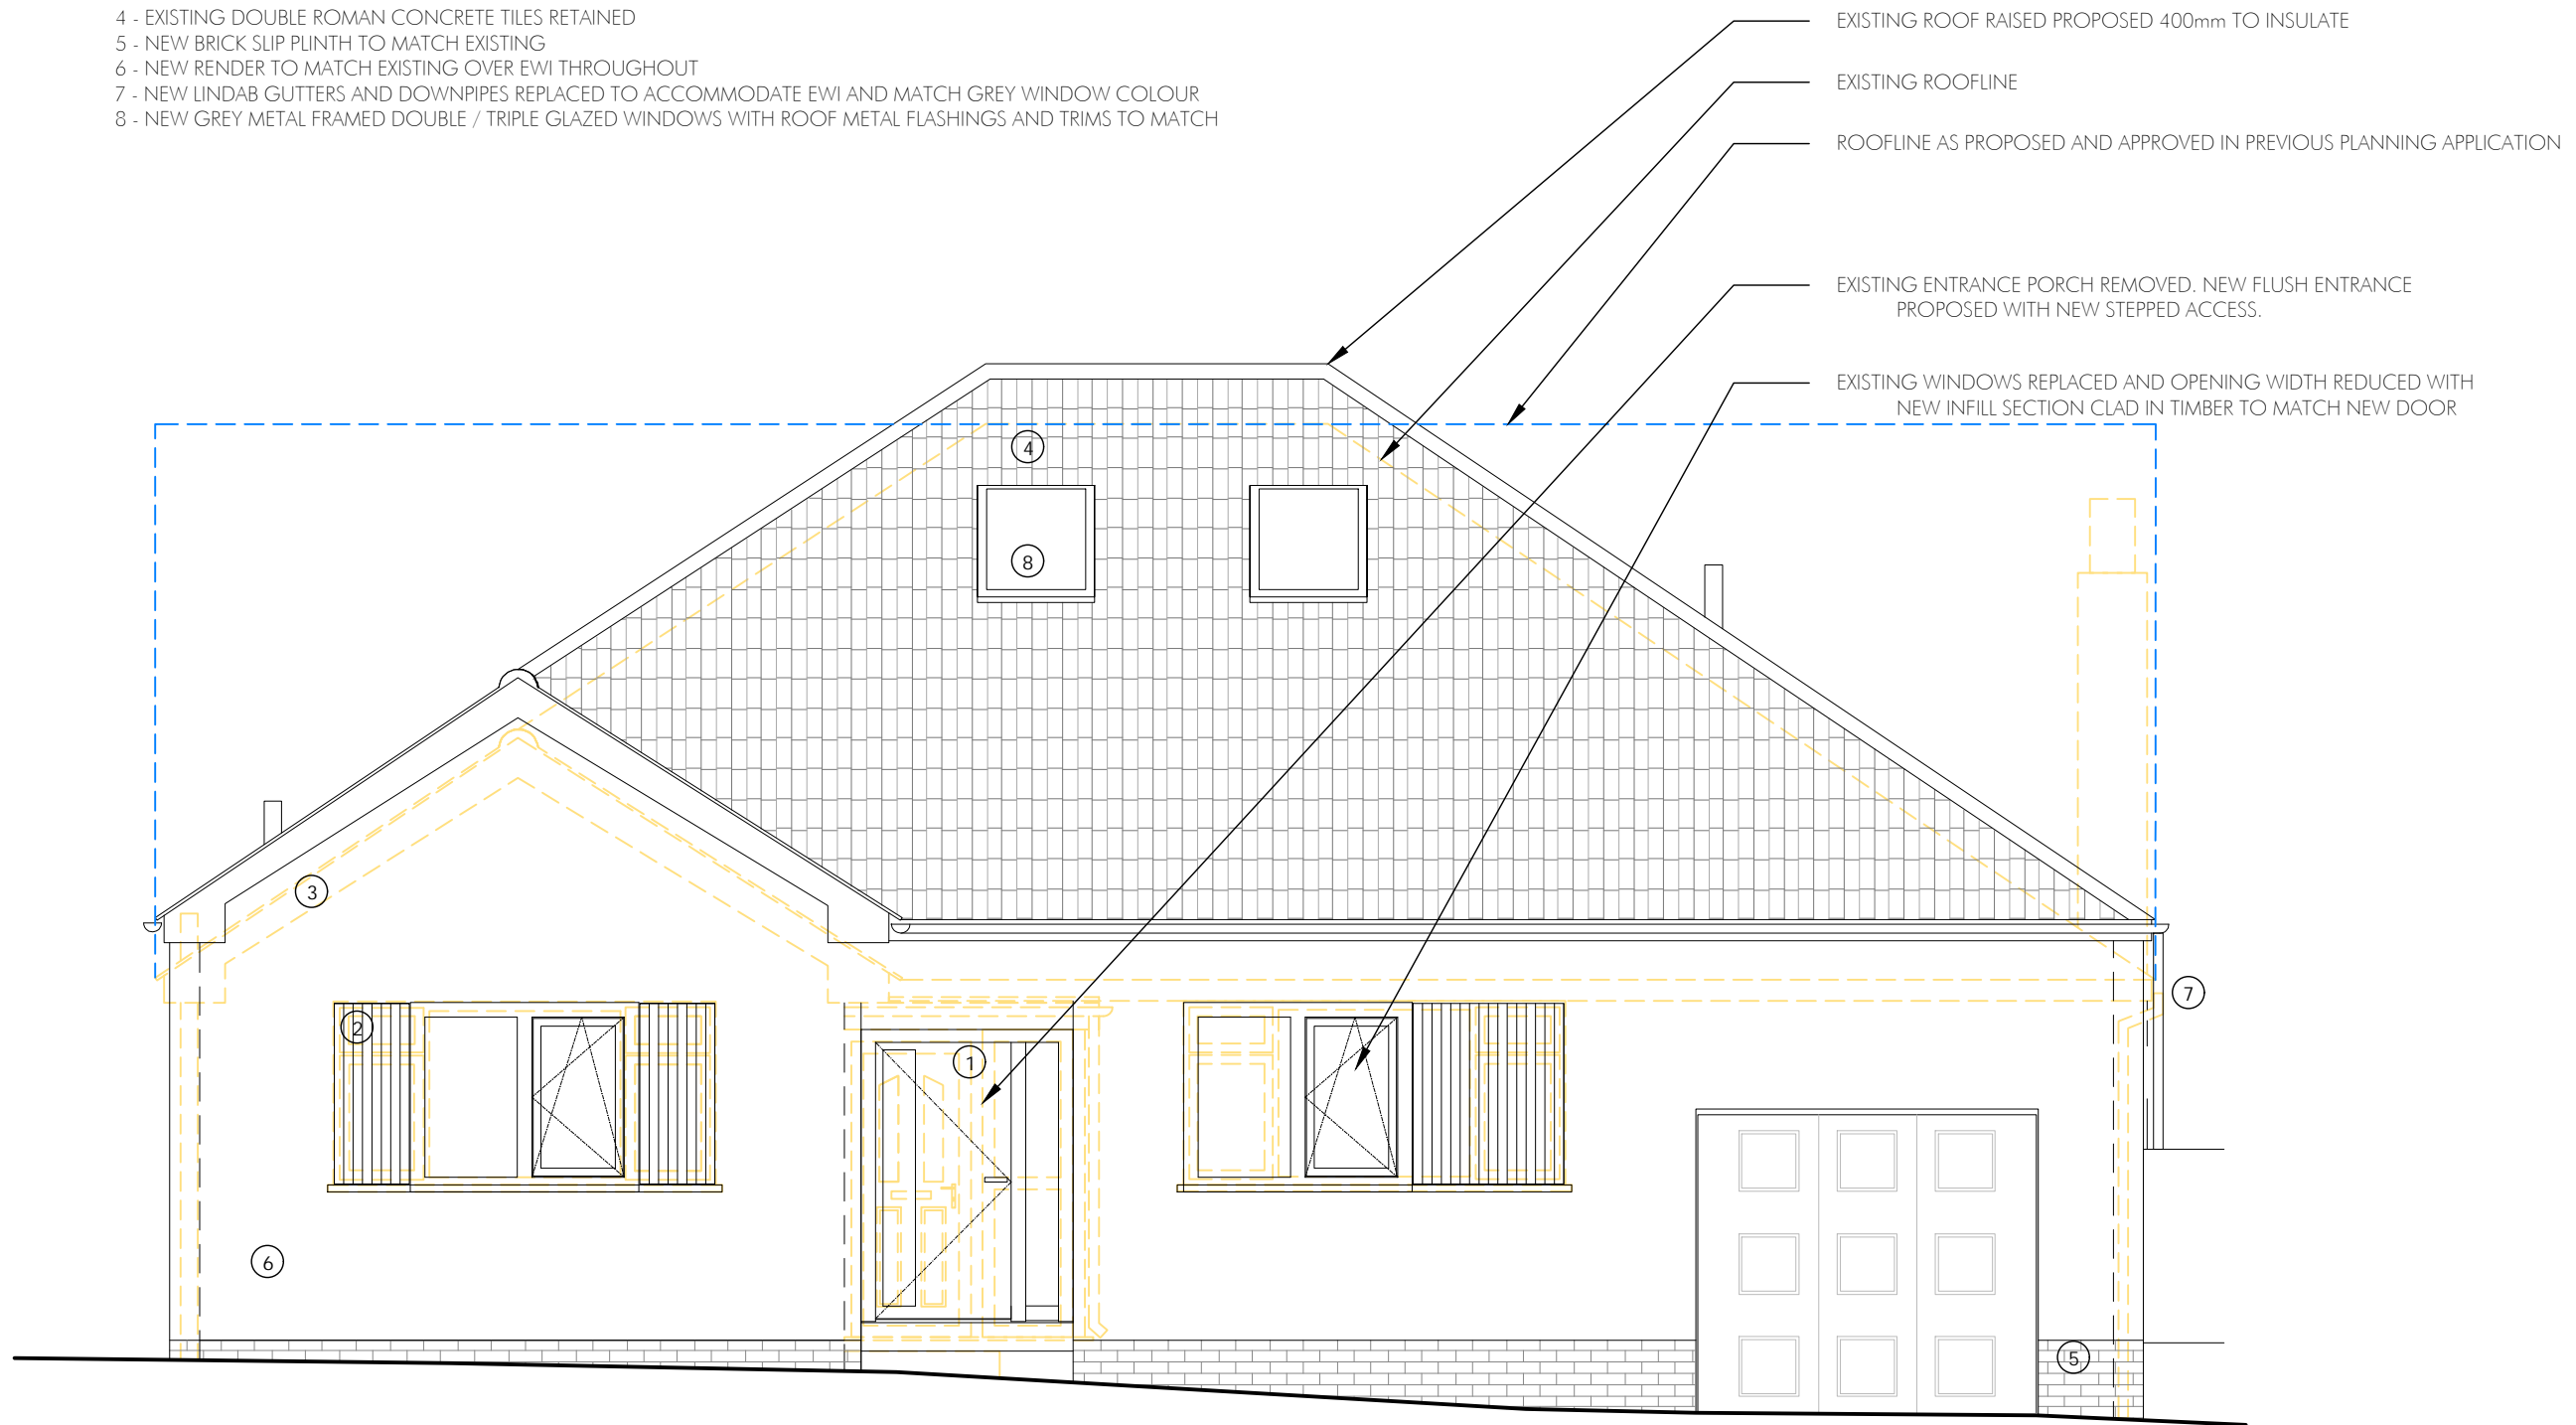 4 - EXISTING DOUBLE ROMAN CONCRETE TILES RETAINED
5 - NEW BRICK SLIP PLINTH TO MATCH EXISTING
6 - NEW RENDER TO MATCH EXISTING OVER EWI THROUGHOUT
7 - NEW LINDAB GUTTERS AND DOWNPIPES REPLACED TO ACCOMMODATE EWI AND MATCH GREY WINDOW COLOUR
8 - NEW GREY METAL FRAMED DOUBLE / TRIPLE GLAZED WINDOWS WITH ROOF METAL FLASHINGS AND TRIMS TO MATCH
EXISTING ROOF RAISED PROPOSED 400mm TO INSULATE
EXISTING ROOFLINE
ROOFLINE AS PROPOSED AND APPROVED IN PREVIOUS PLANNING APPLICATION
EXISTING ENTRANCE PORCH REMOVED. NEW FLUSH ENTRANCE
PROPOSED WITH NEW STEPPED ACCESS.
EXISTING WINDOWS REPLACED AND OPENING WIDTH REDUCED WITH
NEW INFILL SECTION CLAD IN TIMBER TO MATCH NEW DOOR
4
8
3
7
2
1
6
5